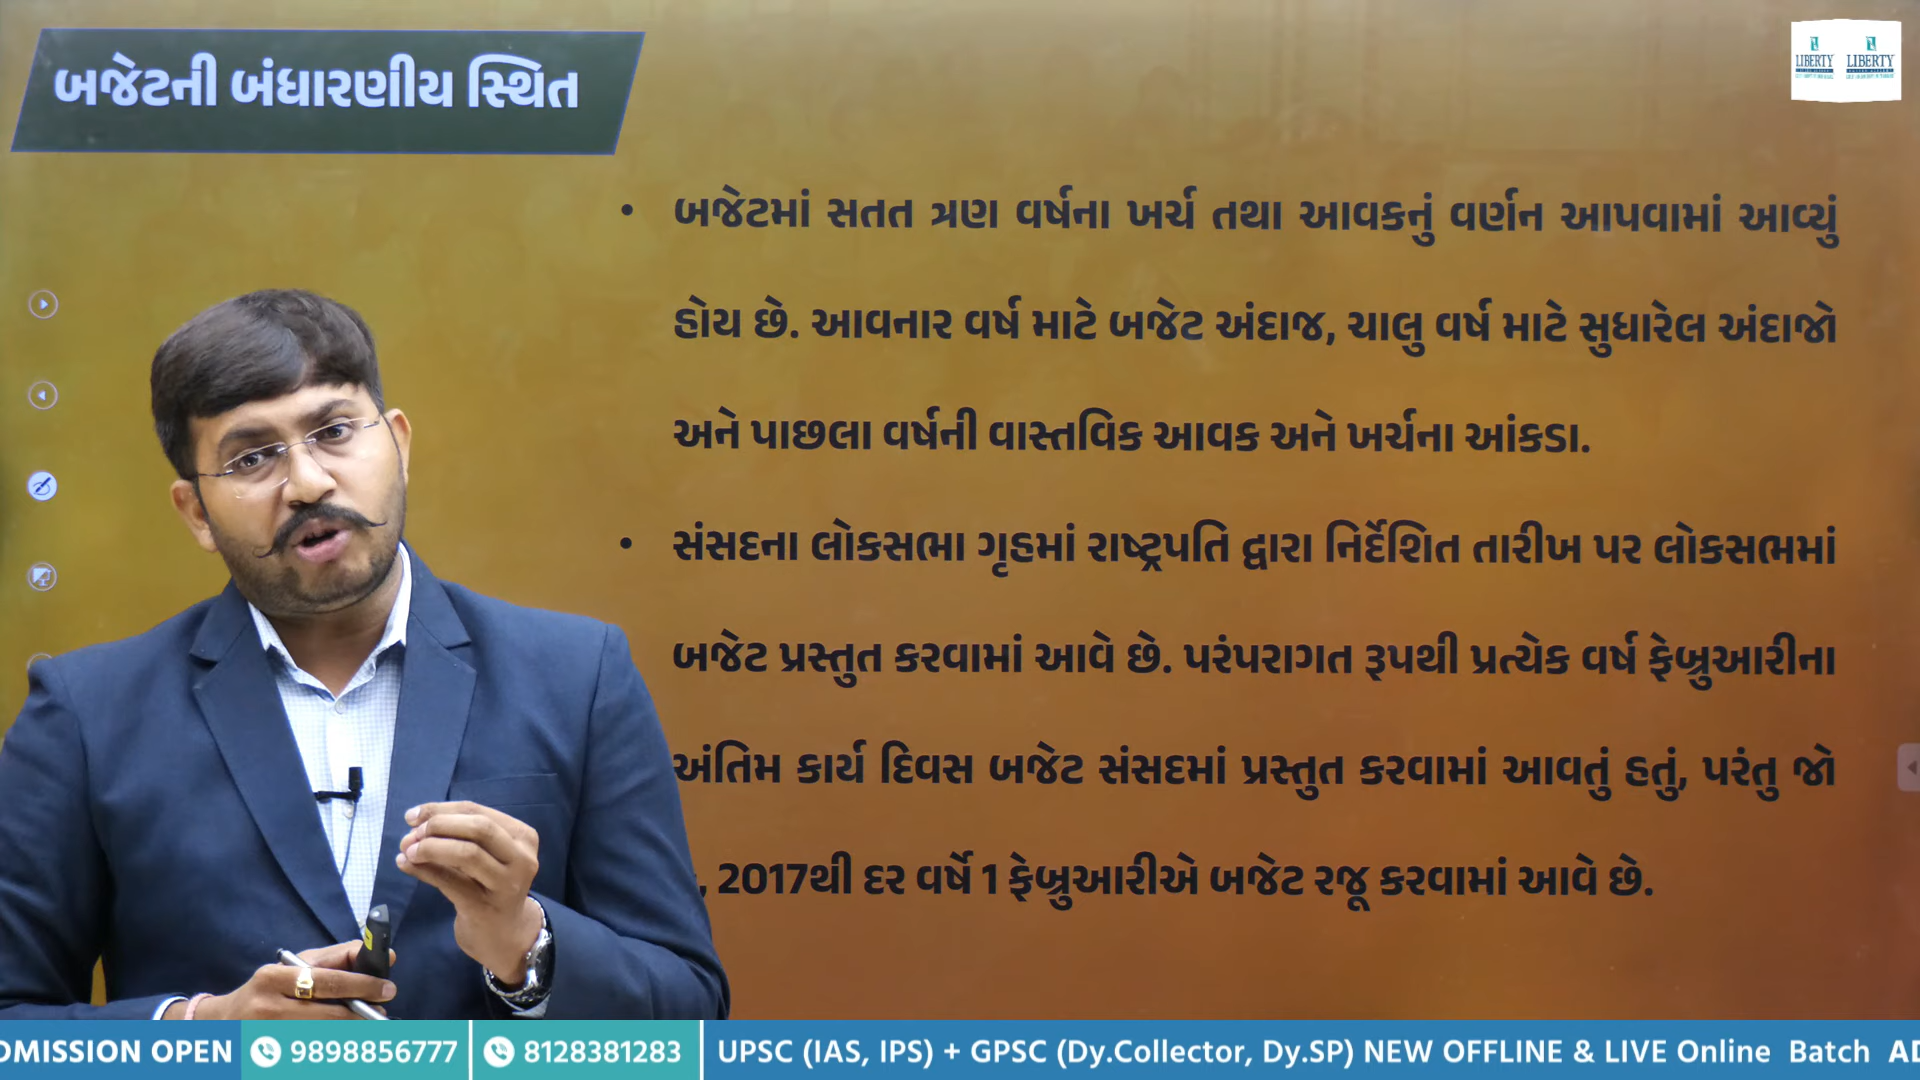 બજેટની બંધારણીય સ્થિત
LIBERTY LIBERTY
• બજેટમાં સતત ત્રણ વર્ષના ખર્ચ તથા આવકનું વર્ણન આપવામાં આવ્યું
હોય છે. આવનાર વર્ષ માટે બજેટ અંદાજ, ચાલુ વર્ષ માટે સુધારેલ અંદાજો
અને પાછલા વર્ષની વાસ્તવિક આવક અને ખર્ચના આંકડા.
• સંસદના લોકસભા ગૃહમાં રાષ્ટ્રપતિ દ્વારા નિર્દેશિત તારીખ પર લોકસભમાં
બજેટ પ્રસ્તુત કરવામાં આવે છે. પરંપરાગત રૂપથી પ્રત્યેક વર્ષ ફેબ્રુઆરીના
અંતિમ કાર્ય દિવસ બજેટ સંસદમાં પ્રસ્તુત કરવામાં આવતું હતું, પરંતુ જો
, 2017થી દર વર્ષે 1 ફેબ્રુઆરીએ બજેટ રજૂ કરવામાં આવે છે.
DMISSION OPEN 9898856777 8128381283 UPSC (IAS, IPS) + GPSC (Dy.Collector, Dy.SP) NEW OFFLINE & LIVE Online Batch AD